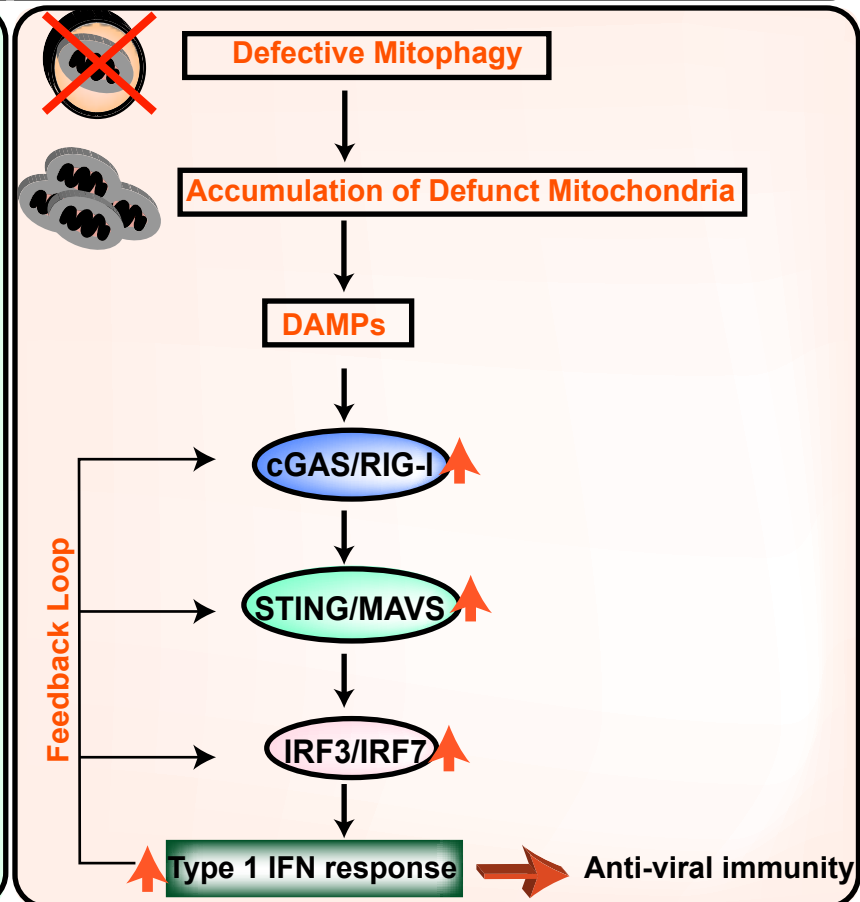 Defective Mitophagy
Accumulation of Defunct Mitochondria
DAMPs
cGAS/RIG-I
STING/MAVS
IRF3/IRF7
Feedback Loop
Type 1 IFN response
Anti-viral immunity